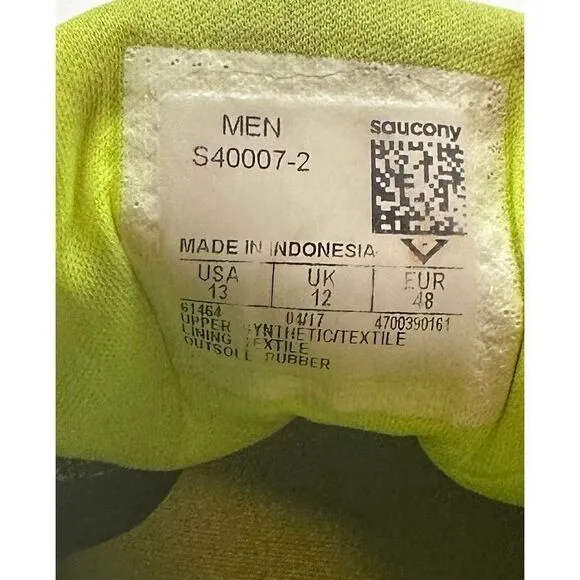 MEN
saucony
S40007-2
MADE IN INDONESIA
USA UK EUR
13 12 48
61464 04/17 4700390161
UPPER SYNTHETIC/TEXTILE
LINING TEXTILE
OUTSOLE RUBBER